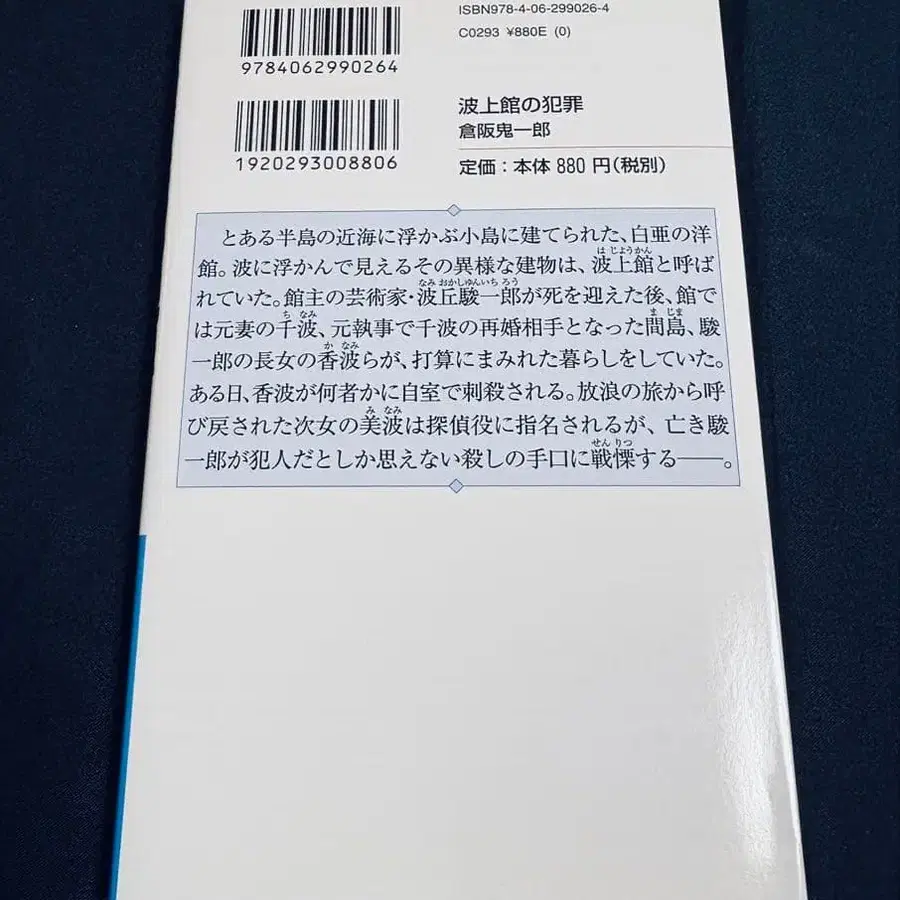 ISBN978-4-06-299026-4
C0293 ¥880E (0)
9784062990264
1920293008806
波上館の犯罪
倉阪鬼一郎
定価：本体 880 円（税別）
とある半島の近海に浮かぶ小島に建てられた、白亜の洋
館。波に浮かんで見えるその異様な建物は、波上館と呼ば
れていた。館主の芸術家・波丘駿一郎が死を迎えた後、館で
は元妻の千波、元執事で千波の再婚相手となった間島、駿
一郎の長女の香波らが、打算にまみれた暮らしをしていた。
ある日、香波が何者かに自室で刺殺される。放浪の旅から呼
び戻された次女の美波は探偵役に指名されるが、亡き駿
一郎が犯人だとしか思えない殺しの手口に戦慄する──。